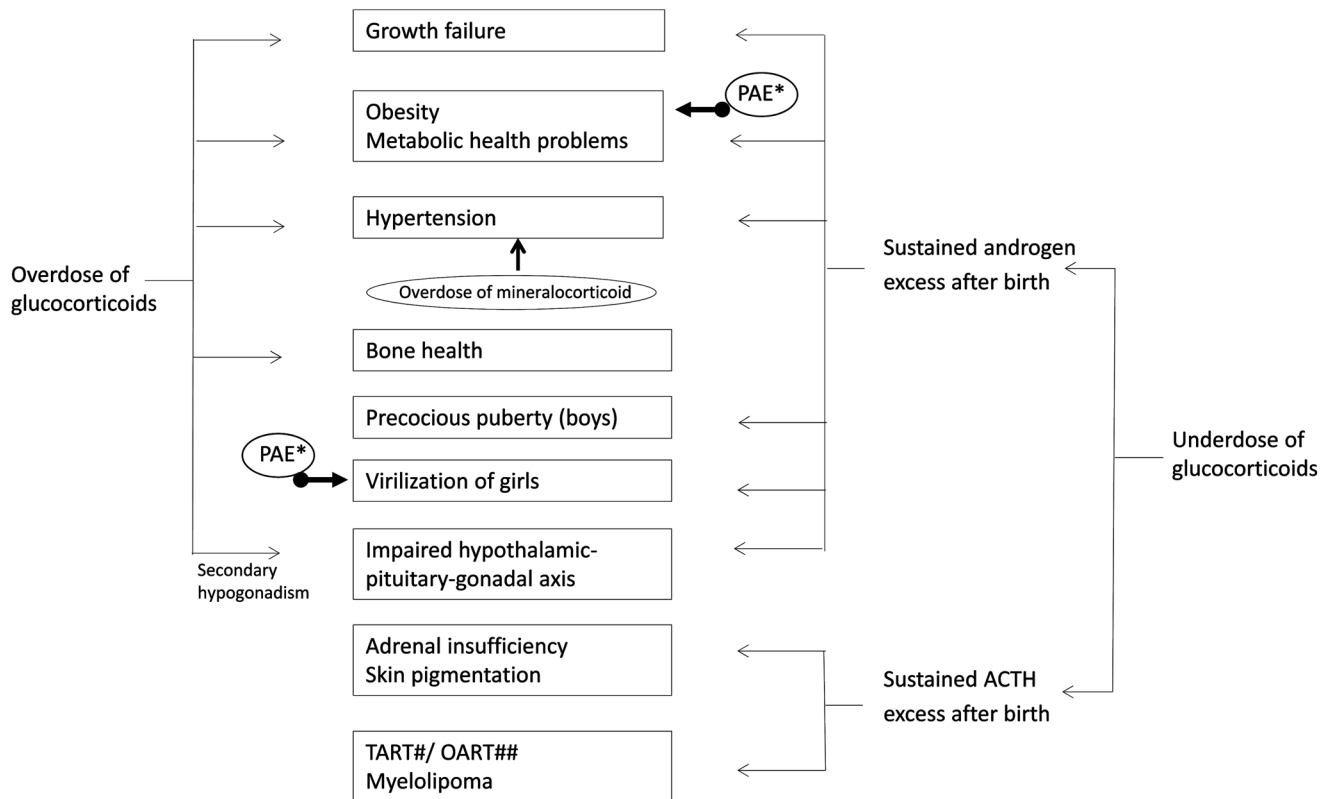 Growth failure
PAE*
Obesity
Metabolic health problems
Hypertension
Overdose of mineralocorticoid
Overdose of
glucocorticoids
Sustained androgen
excess after birth
Bone health
Precocious puberty (boys)
PAE*
Virilization of girls
Underdose of
glucocorticoids
Impaired hypothalamic-
pituitary-gonadal axis
Secondary
hypogonadism
Adrenal insufficiency
Skin pigmentation
Sustained ACTH
excess after birth
TART#/ OART##
Myelolipoma